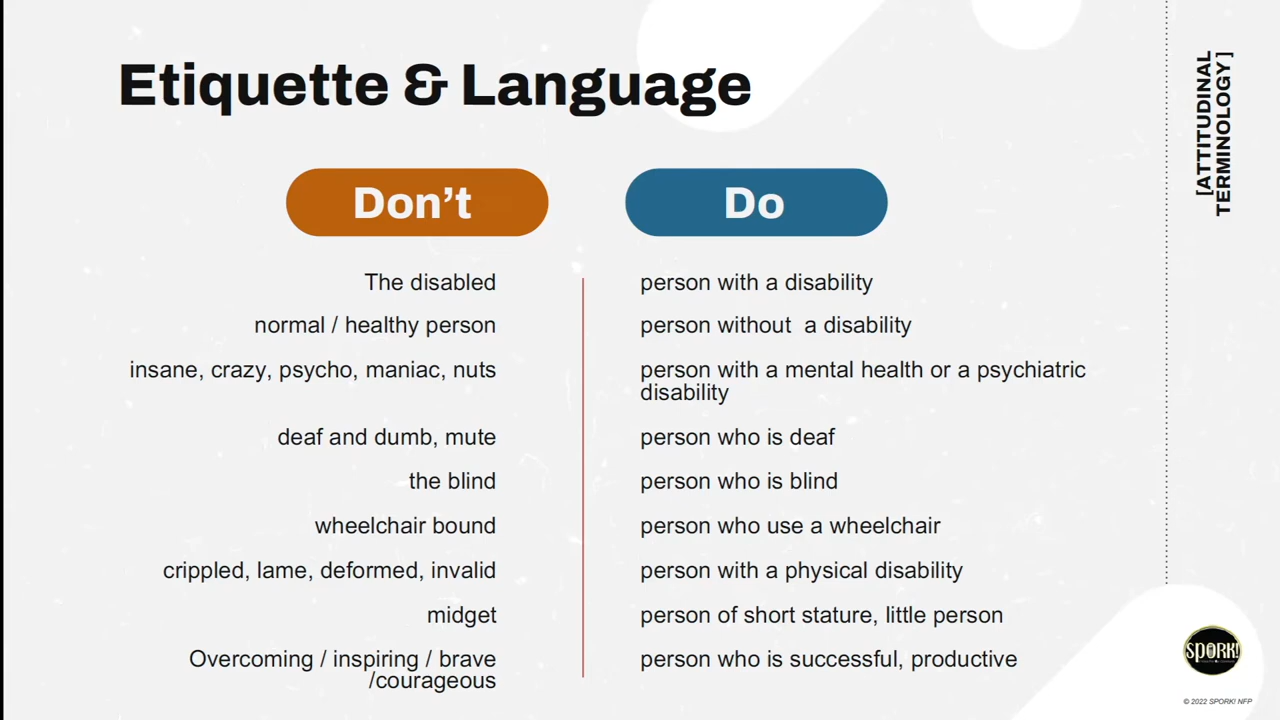 Etiquette & Language
[ATTITUDINAL
TERMINOLOGY]
Don’t
Do
The disabled
person with a disability
normal / healthy person
person without  a disability
insane, crazy, psycho, maniac, nuts
person with a mental health or a psychiatric
disability
deaf and dumb, mute
person who is deaf
the blind
person who is blind
wheelchair bound
person who use a wheelchair
crippled, lame, deformed, invalid
person with a physical disability
midget
person of short stature, little person
Overcoming / inspiring / brave
/courageous
person who is successful, productive
SPORK!
© 2022 SPORK! NFP